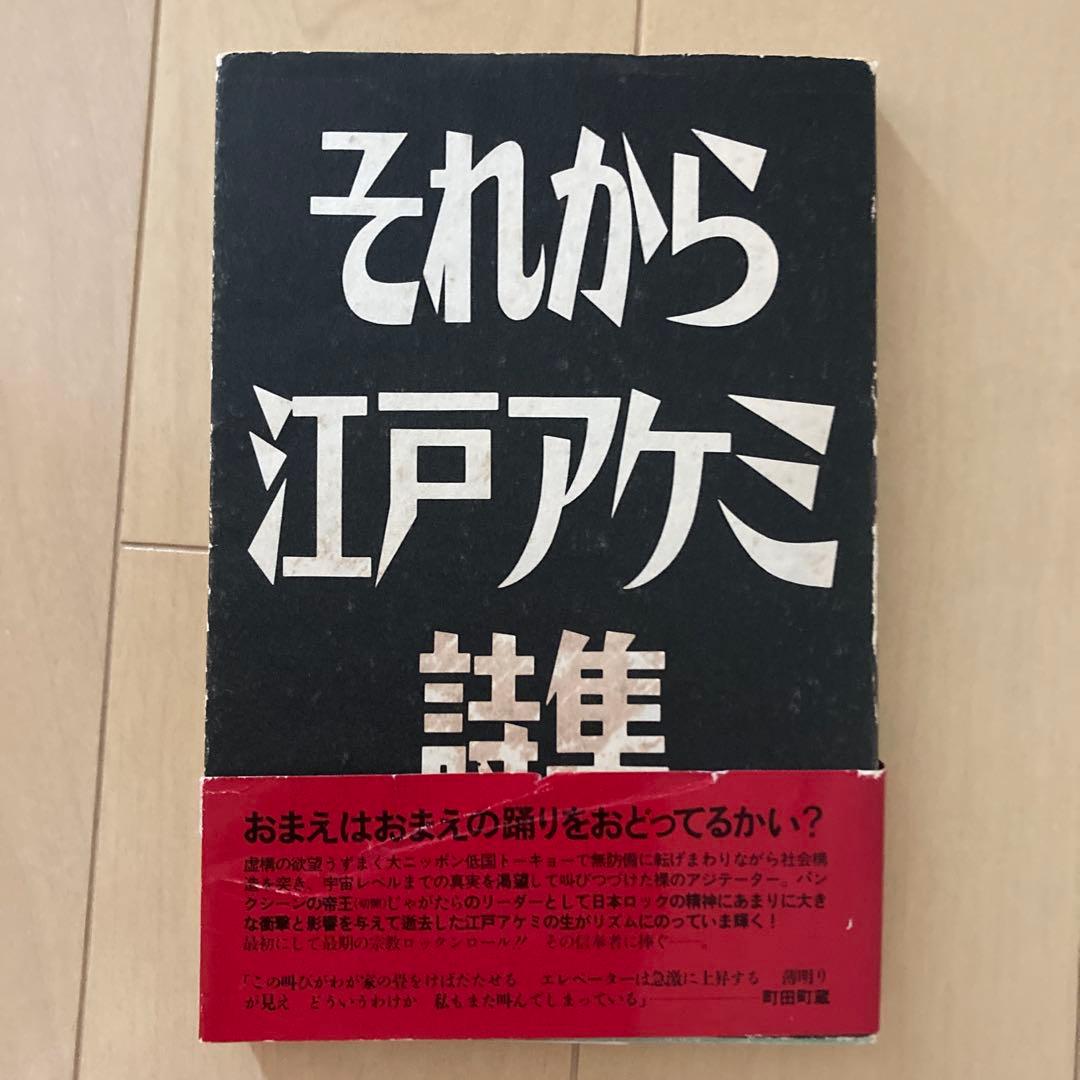 それから
江戸アケミ
詩集
おまえはおまえの踊りをおどってるかい？
虚構の欲望うずまく大ニッポン低国トーキョーで無防備に転げまわりながら社会構
造を突き、宇宙レベルまでの真実を渇望して叫びつづけた裸のアジテーター。パン
クシーンの帝王(初期)じゃがたらのリーダーとして日本ロックの精神にあまりに大き
な衝撃と影響を与えて逝去した江戸アケミの生がリズムにのっていま輝く！
最初にして最期の宗教ロッタンロール!! その信奉者に捧ぐ――。
「この叫びがわが家の畳をけばたたせる　エレベーターは急激に上昇する　薄明り
が見え　どういうわけか　私もまた叫んでしまっている」――町田町蔵